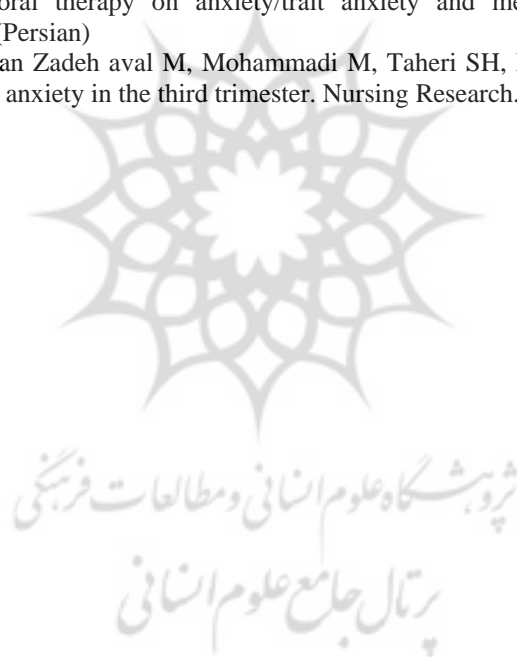 oral therapy on anxiety/trait anxiety and me
(Persian)
an Zadeh aval M, Mohammadi M, Taheri SH,
anxiety in the third trimester. Nursing Research.
پژوهشگاه علوم انسانی و مطالعات فرهنگی
پرتال جامع علوم انسانی